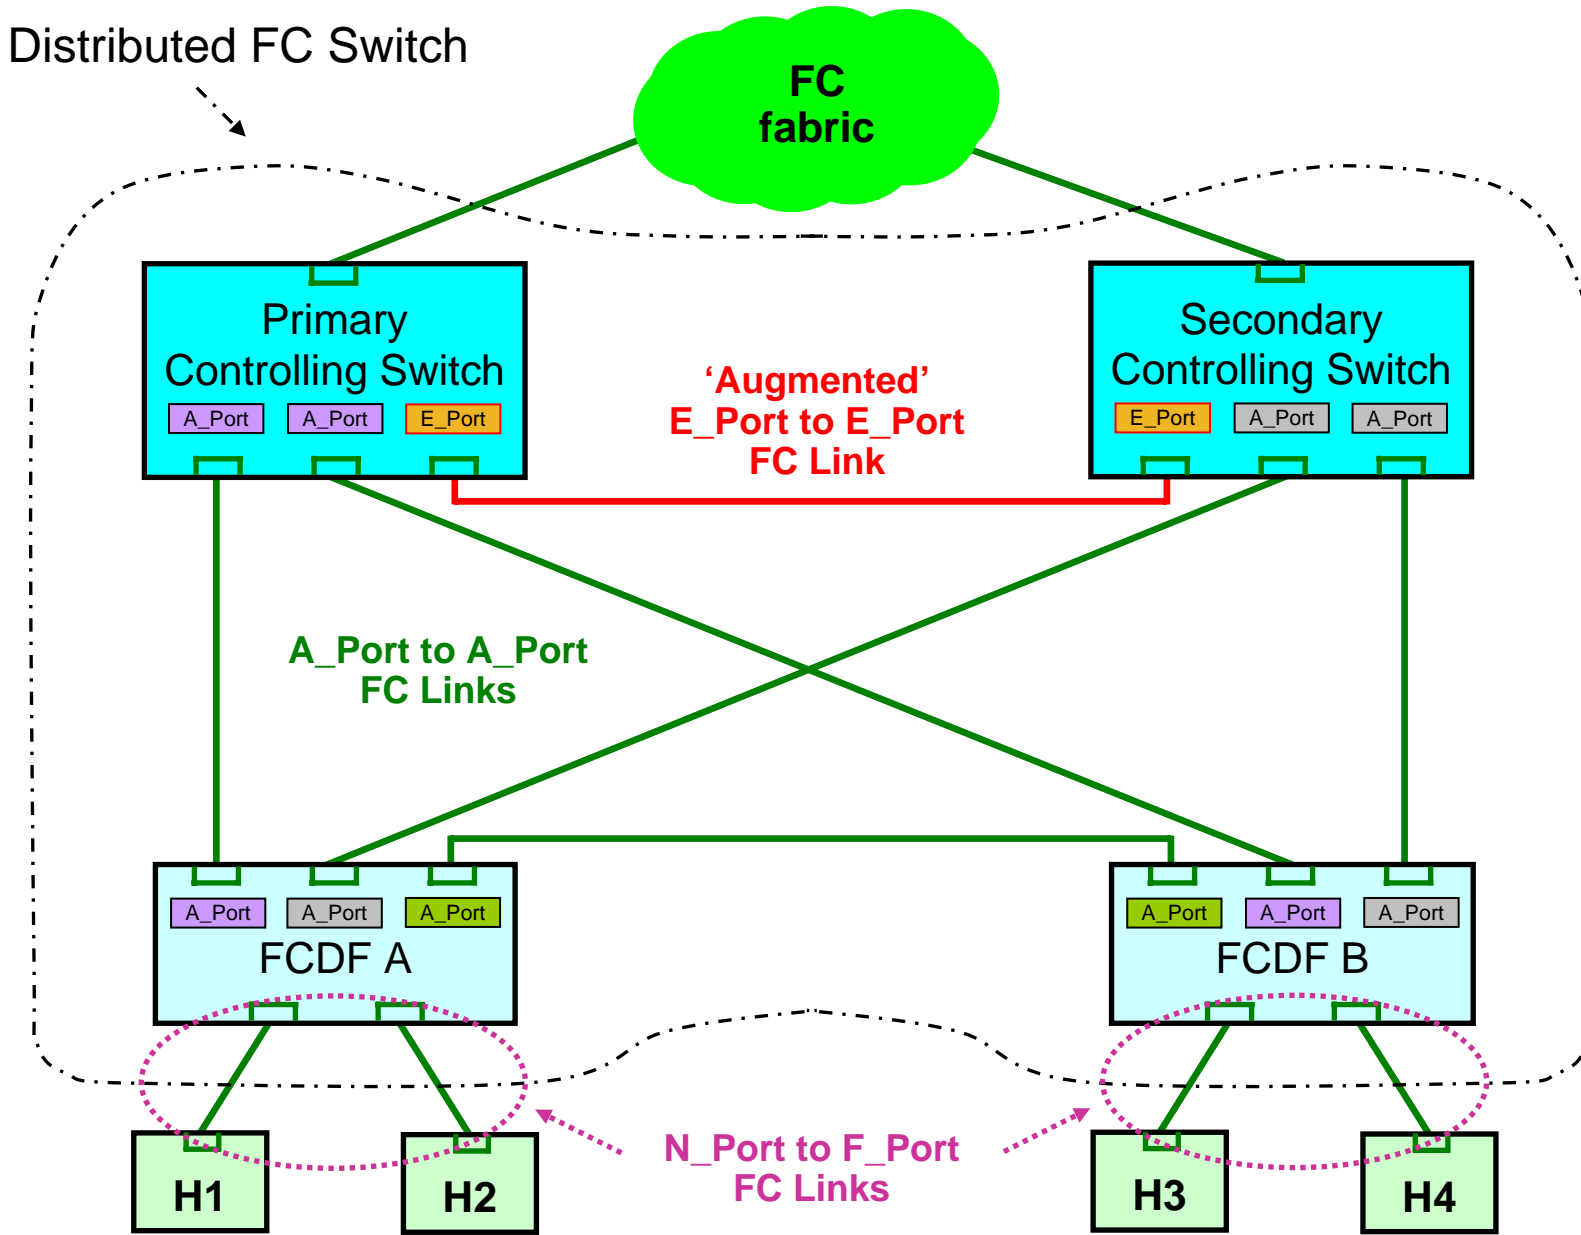 Distributed FC Switch
FC
fabric
Primary
Controlling Switch
A_Port A_Port E_Port
Secondary
Controlling Switch
E_Port A_Port A_Port
‘Augmented’
E_Port to E_Port
FC Link
A_Port to A_Port
FC Links
A_Port A_Port A_Port
FCDF A
A_Port A_Port A_Port
FCDF B
N_Port to F_Port
FC Links
H1
H2
H3
H4